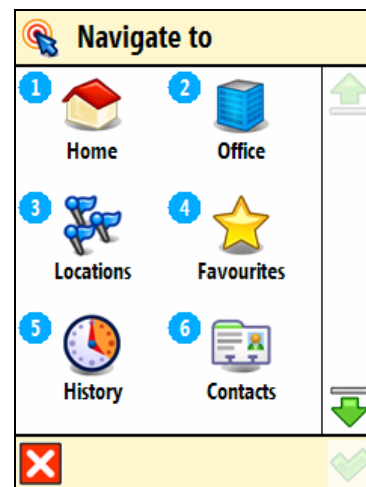 Navigate to
1 2
Home Office
3 4
Locations Favourites
5 6
History Contacts